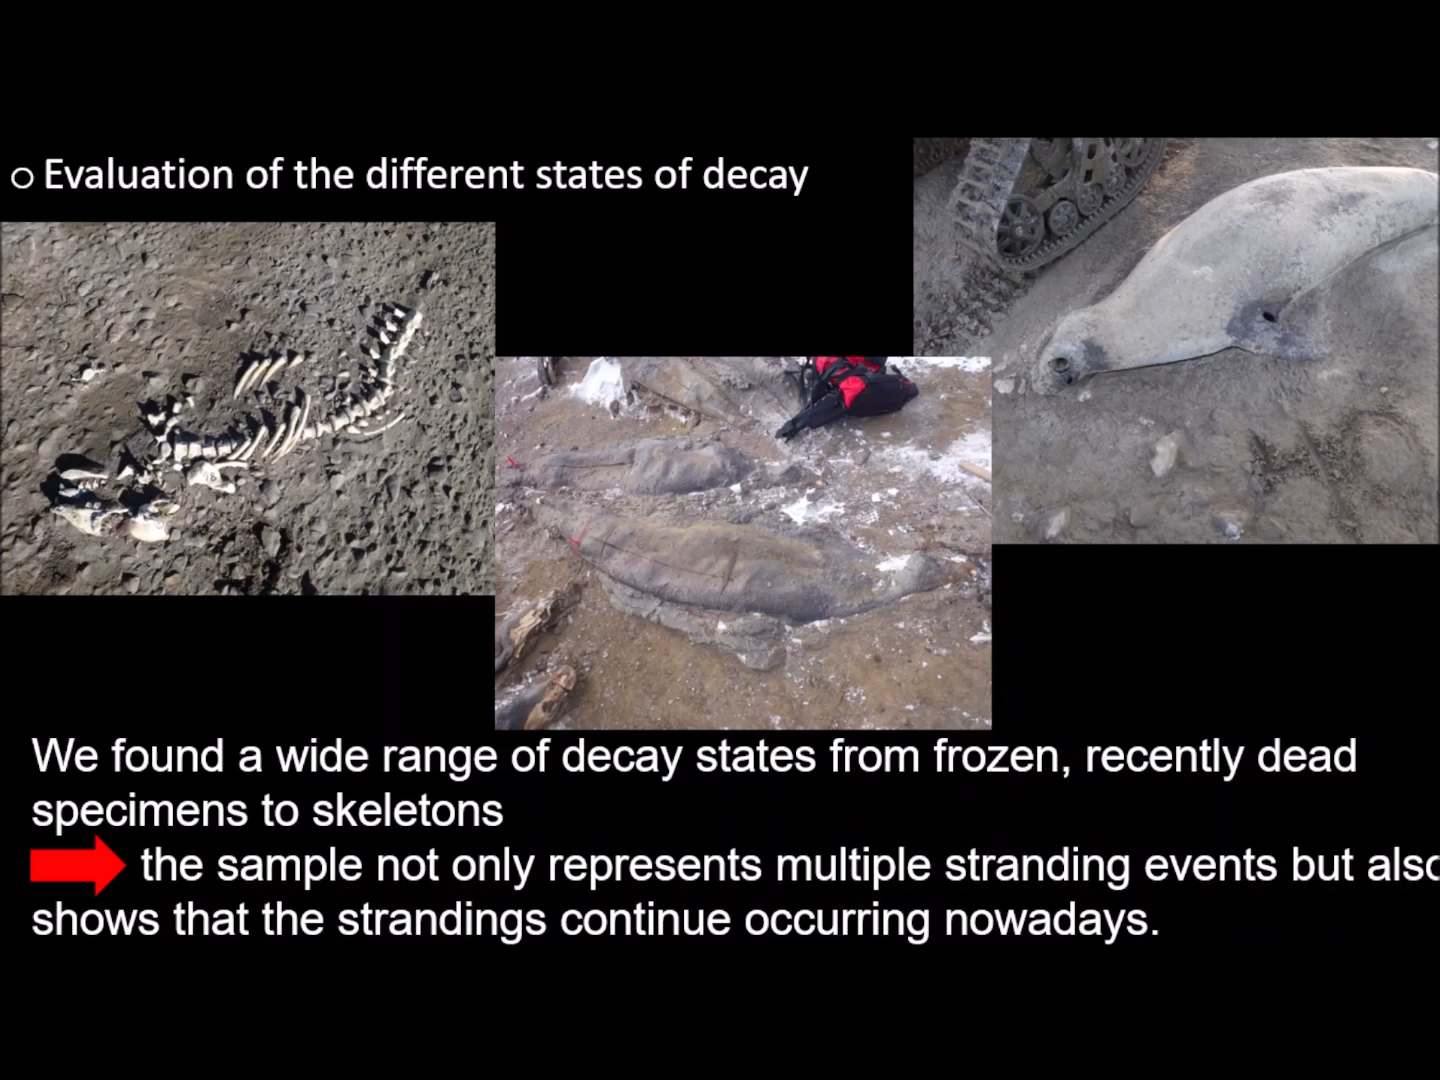 o Evaluation of the different states of decay
We found a wide range of decay states from frozen, recently dead
specimens to skeletons
the sample not only represents multiple stranding events but also
shows that the strandings continue occurring nowadays.